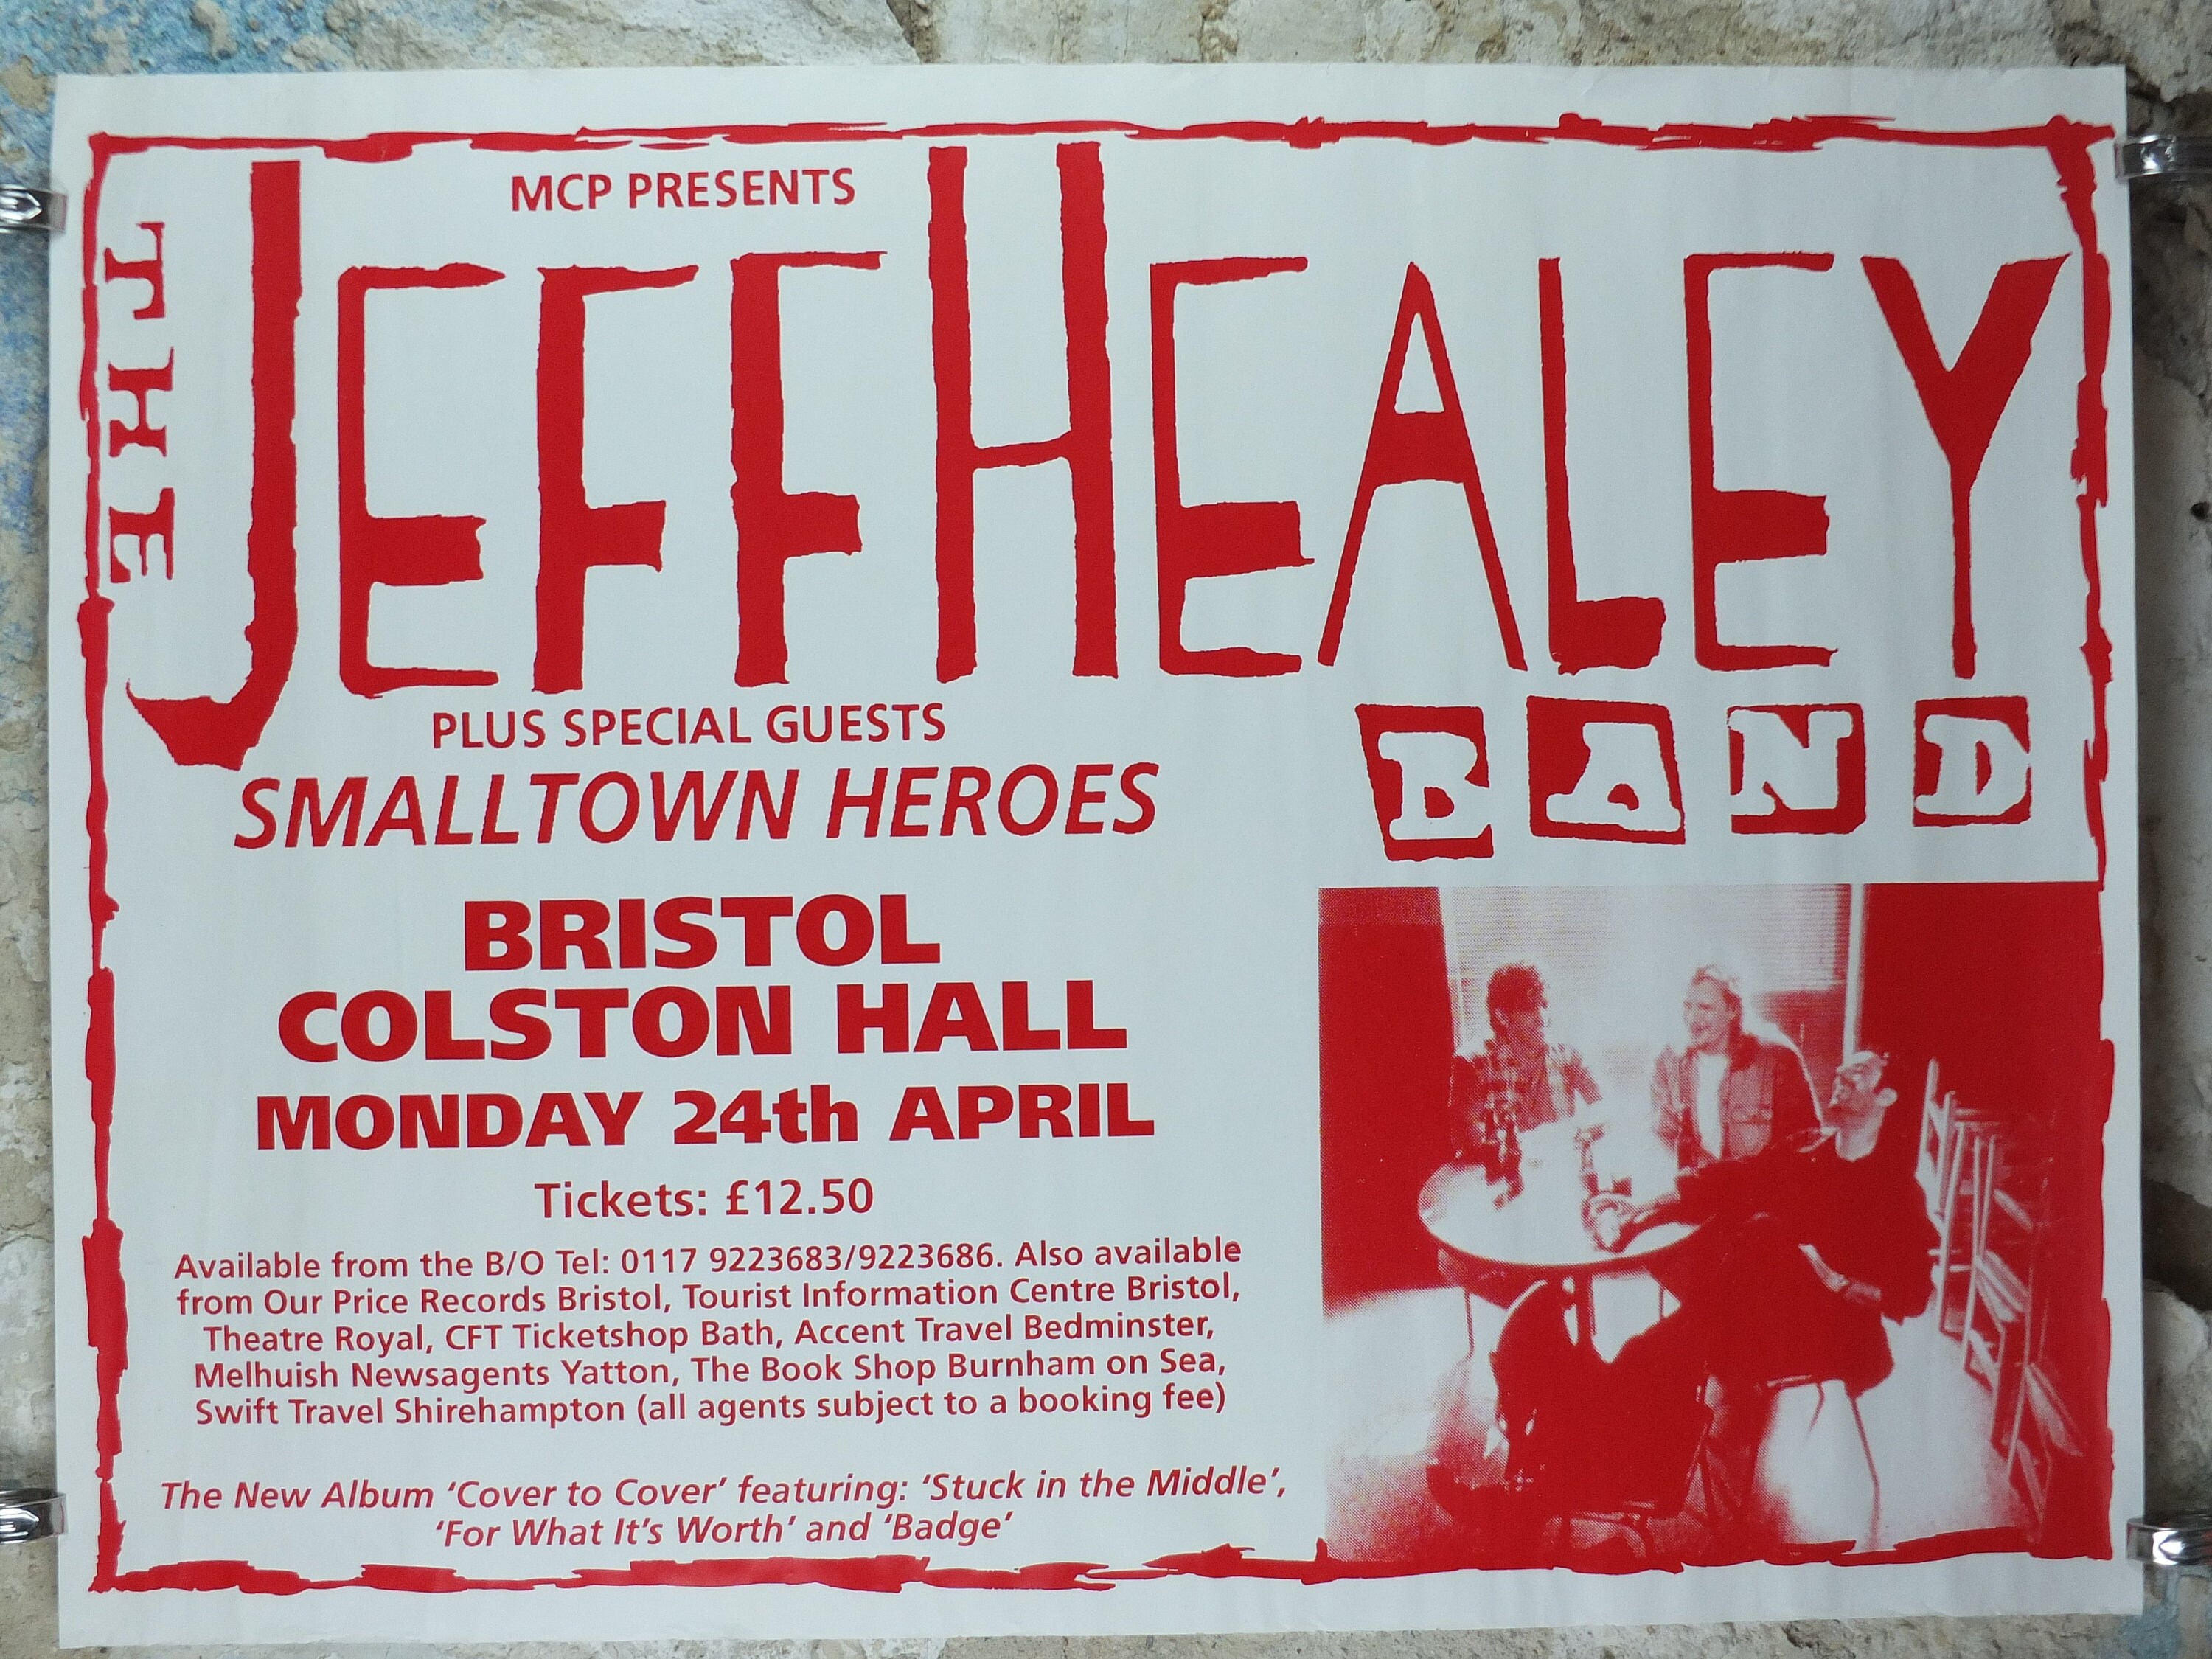 MCP PRESENTS
THE
JEFF HEALEY
BAND
PLUS SPECIAL GUESTS
SMALLTOWN HEROES
BRISTOL
COLSTON HALL
MONDAY 24th APRIL
Tickets: £12.50
Available from the B/O Tel: 0117 9223683/9223686. Also available
from Our Price Records Bristol, Tourist Information Centre Bristol,
Theatre Royal, CFT Ticketshop Bath, Accent Travel Bedminster,
Melhuish Newsagents Yatton, The Book Shop Burnham on Sea,
Swift Travel Shirehampton (all agents subject to a booking fee)
The New Album ‘Cover to Cover’ featuring: ‘Stuck in the Middle’,
‘For What It's Worth’ and ‘Badge’